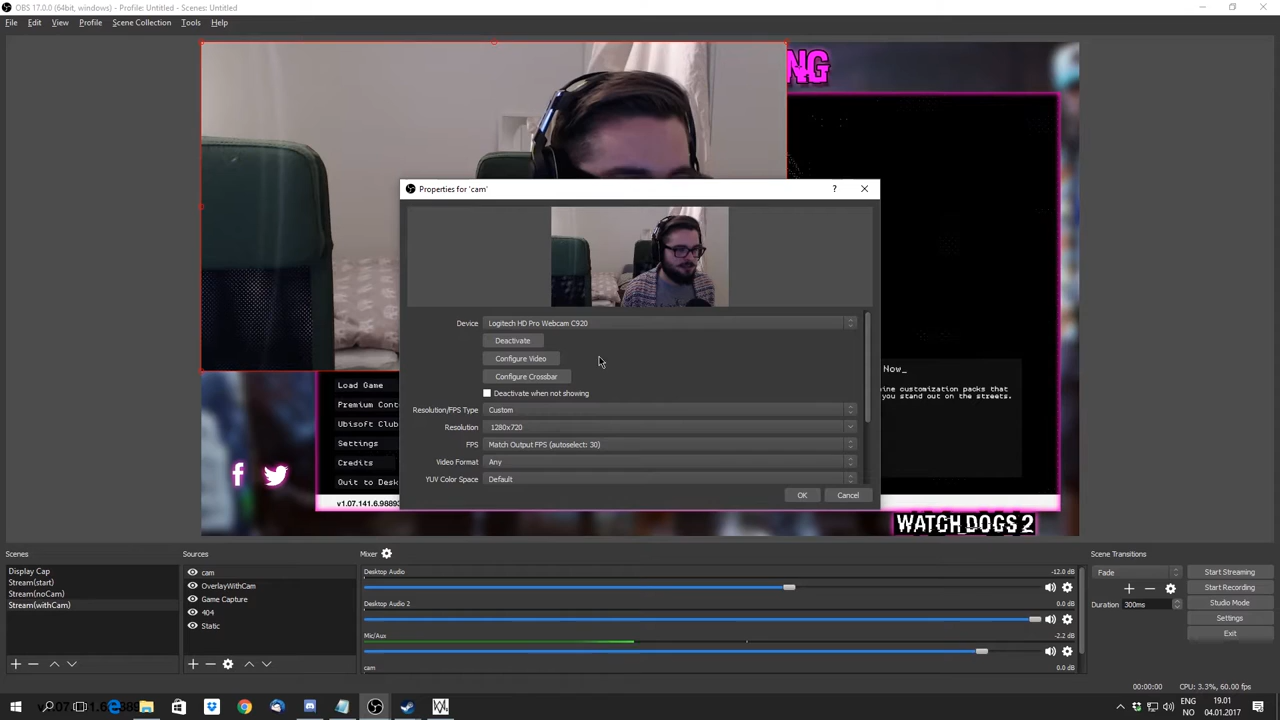 OBS 17.0.0 (64bit, windows) - Profile: Untitled - Scenes: Untitled
File Edit View Profile Scene Collection Tools Help
NG
Properties for 'cam'
Device Logitech HD Pro Webcam C920
Deactivate
Configure Video
Configure Crossbar
Deactivate when not showing
Resolution/FPS Type Custom
Resolution 1280x720
FPS Match Output FPS (autoselect: 30)
Video Format Any
YUV Color Space Default
OK Cancel
Load Game
Premium Cont
Ubisoft Club
Settings
Credits
Quit to Desk
v1.07.141.6.98893
Now_
ine customization packs that
you stand out on the streets.
WATCH_DOGS 2
Scenes
Display Cap
Stream(start)
Stream(noCam)
Stream(withCam)
Sources
cam
OverlayWithCam
Game Capture
404
Static
Mixer
Desktop Audio -12.0 dB
Desktop Audio 2 0.0 dB
Mic/Aux -2.2 dB
cam 0.0 dB
Scene Transitions
Fade
Duration 300ms
Start Streaming
Start Recording
Studio Mode
Settings
Exit
00:00:00 CPU: 3.3%, 60.00 fps
ENG 19.01
NO 04.01.2017